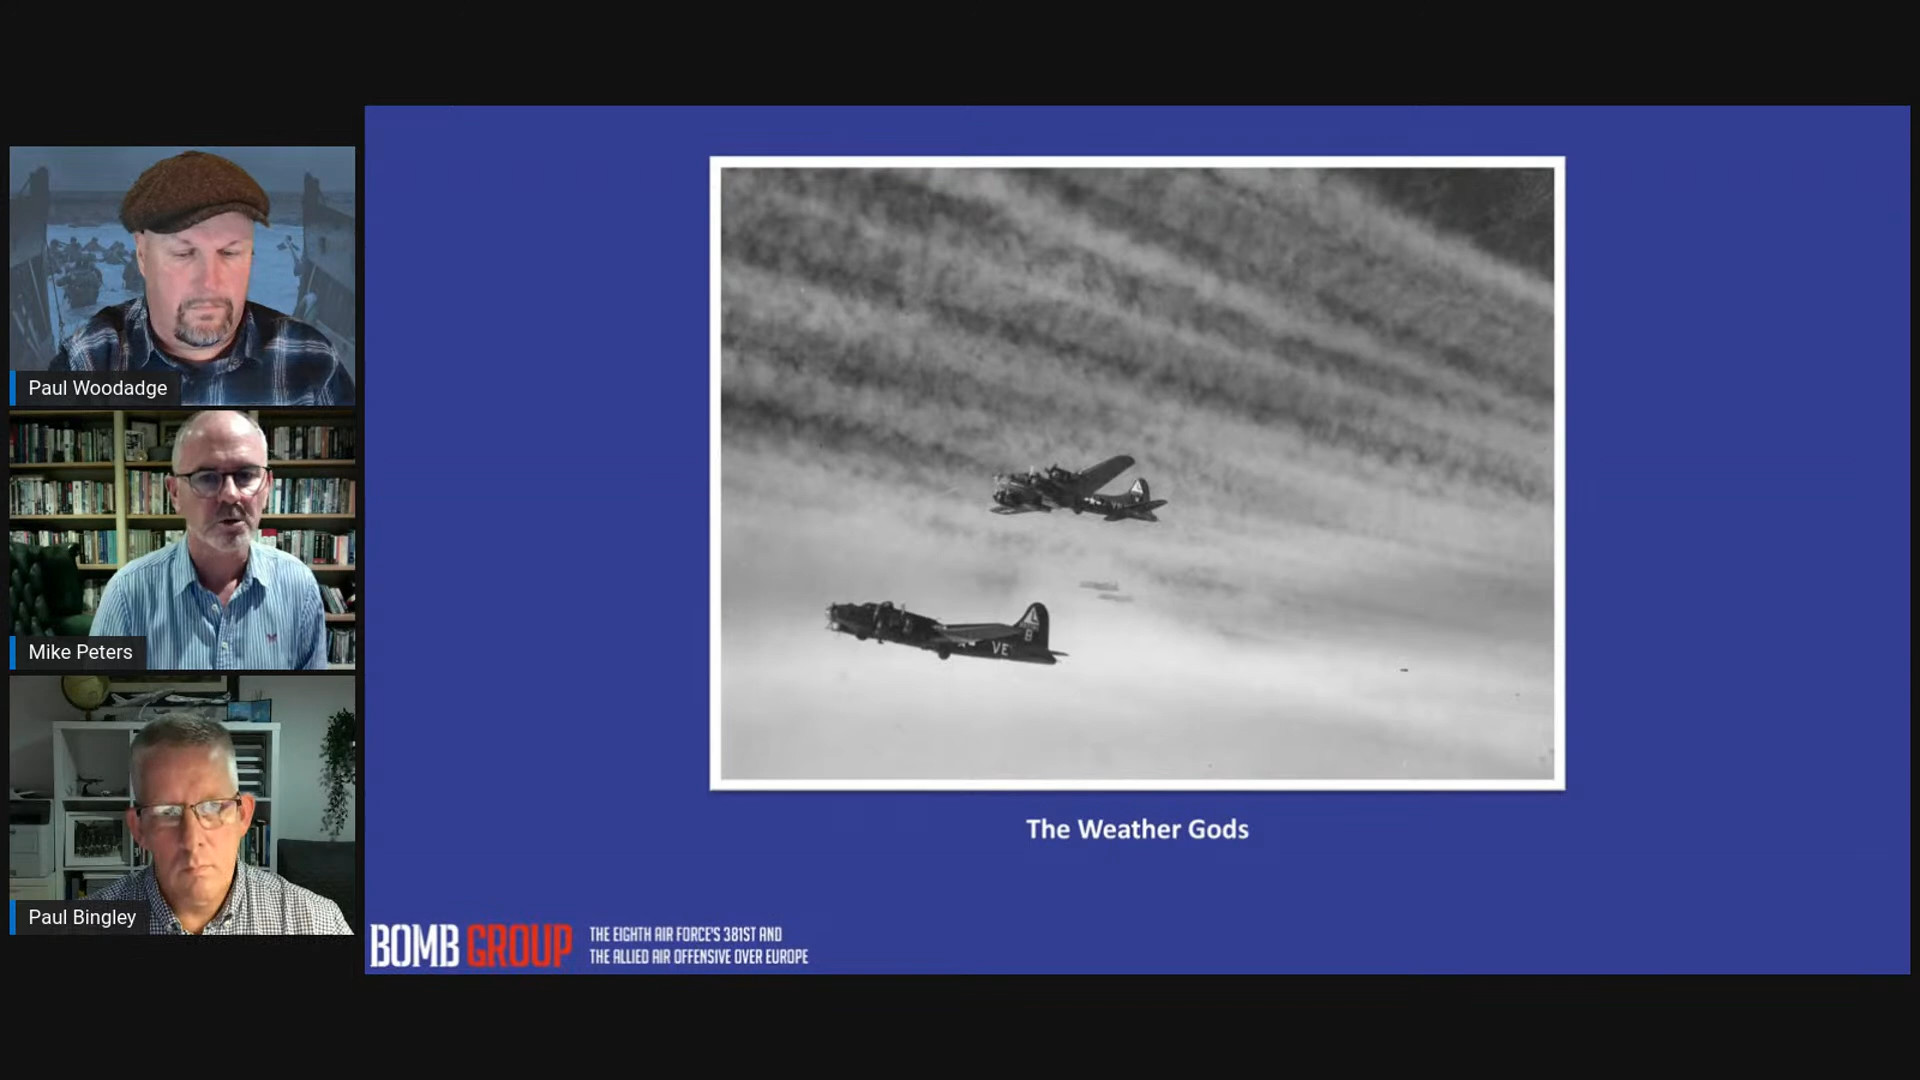 Paul Woodadge
Mike Peters
Paul Bingley
B
VE
The Weather Gods
BOMB GROUP
THE EIGHTH AIR FORCE'S 381ST AND
THE ALLIED AIR OFFENSIVE OVER EUROPE